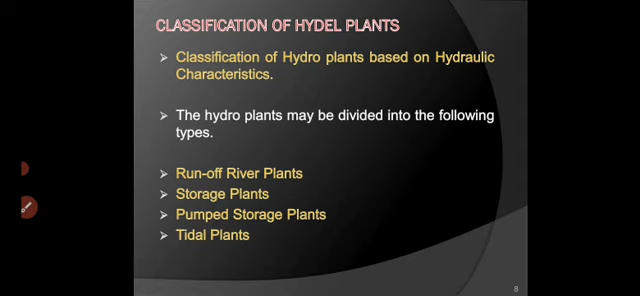 CLASSIFICATION OF HYDEL PLANTS
➢ Classification of Hydro plants based on Hydraulic
Characteristics.
➢ The hydro plants may be divided into the following
types.
➢ Run-off River Plants
➢ Storage Plants
➢ Pumped Storage Plants
➢ Tidal Plants
8